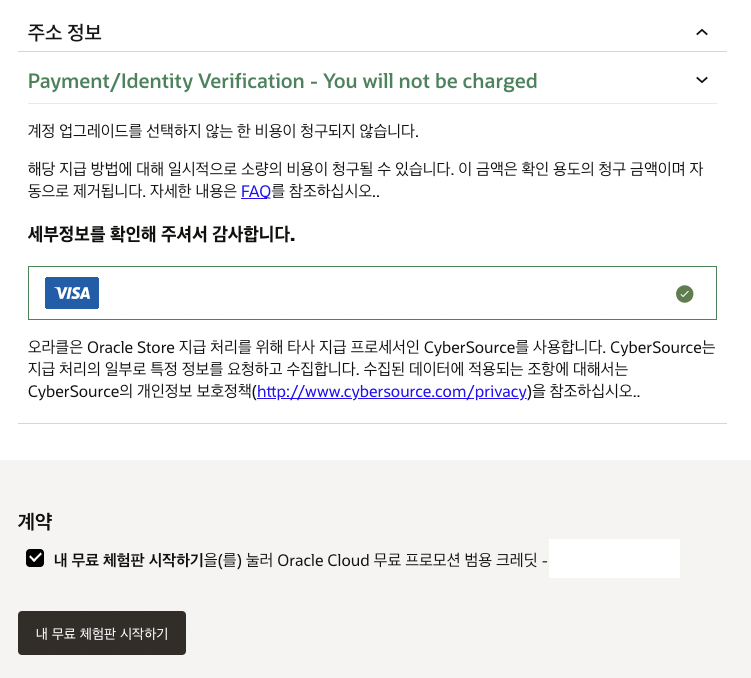 주소 정보
Payment/Identity Verification - You will not be charged
계정 업그레이드를 선택하지 않는 한 비용이 청구되지 않습니다.
해당 지급 방법에 대해 일시적으로 소량의 비용이 청구될 수 있습니다. 이 금액은 확인 용도의 청구 금액이며 자
동으로 제거됩니다. 자세한 내용은 FAQ를 참조하십시오..
세부정보를 확인해 주셔서 감사합니다.
VISA
오라클은 Oracle Store 지급 처리를 위해 타사 지급 프로세서인 CyberSource를 사용합니다. CyberSource는
지급 처리의 일부로 특정 정보를 요청하고 수집합니다. 수집된 데이터에 적용되는 조항에 대해서는
CyberSource의 개인정보 보호정책(http://www.cybersource.com/privacy)을 참조하십시오..
계약
내 무료 체험판 시작하기을(를) 눌러 Oracle Cloud 무료 프로모션 범용 크레딧 -
내 무료 체험판 시작하기